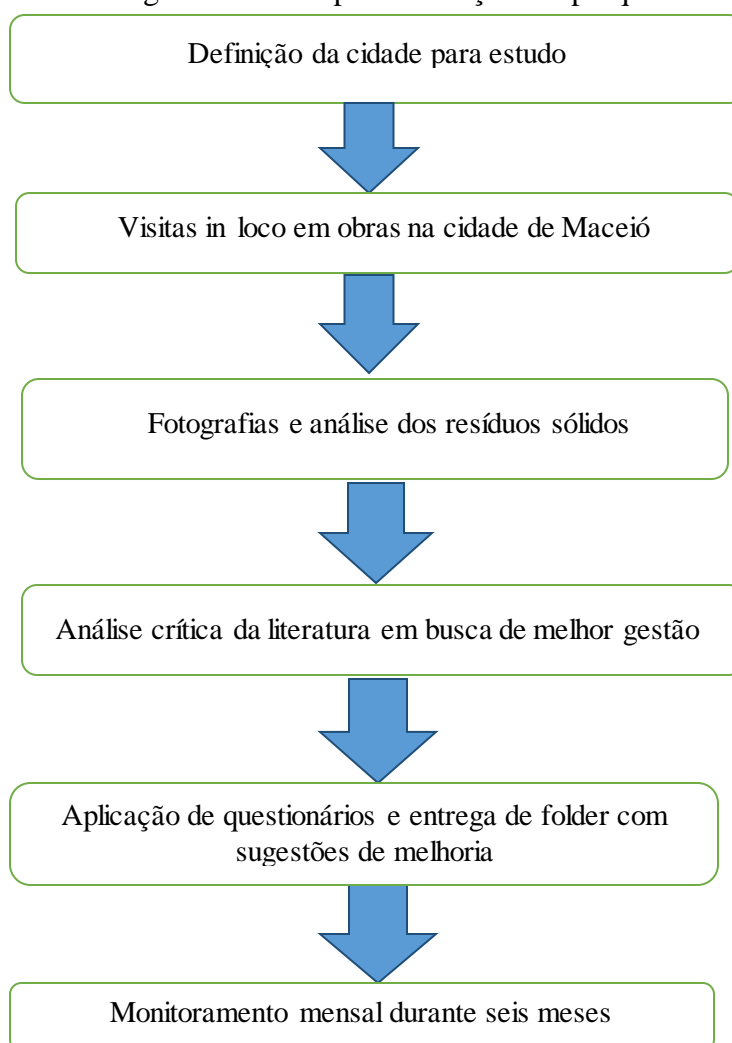 Definição da cidade para estudo
Visitas in loco em obras na cidade de Maceió
Fotografias e análise dos resíduos sólidos
Análise crítica da literatura em busca de melhor gestão
Aplicação de questionários e entrega de folder com
sugestões de melhoria
Monitoramento mensal durante seis meses